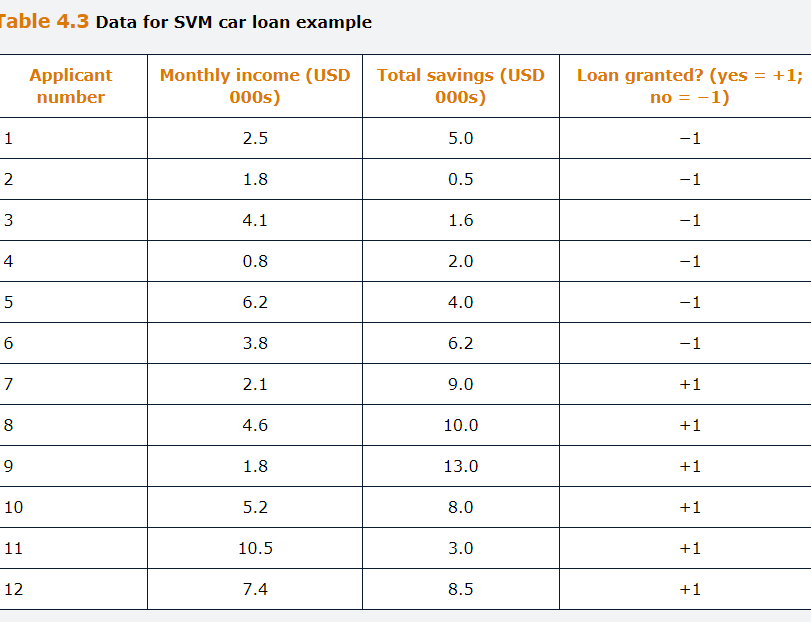 Table 4.3 Data for SVM car loan example
Applicant number Monthly income (USD 000s) Total savings (USD 000s) Loan granted? (yes = +1; no = −1)
1 2.5 5.0 −1
2 1.8 0.5 −1
3 4.1 1.6 −1
4 0.8 2.0 −1
5 6.2 4.0 −1
6 3.8 6.2 −1
7 2.1 9.0 +1
8 4.6 10.0 +1
9 1.8 13.0 +1
10 5.2 8.0 +1
11 10.5 3.0 +1
12 7.4 8.5 +1